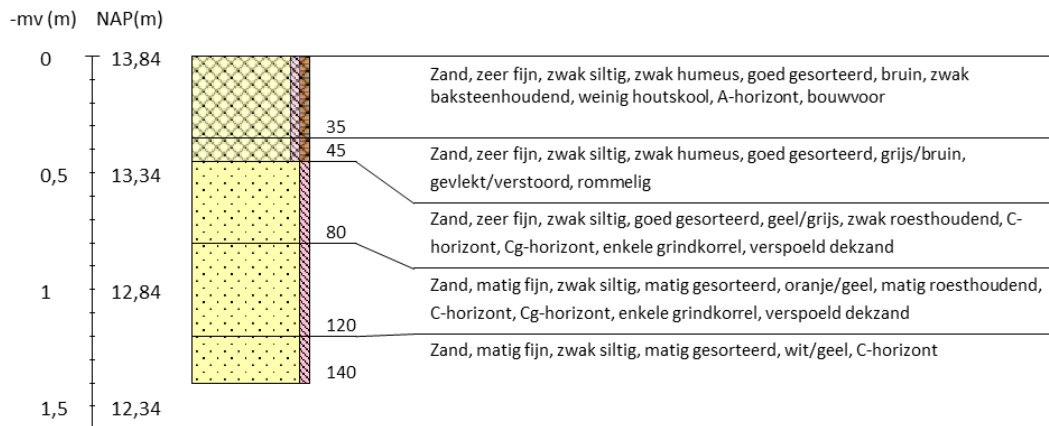 -mv (m) NAP(m)
0 13,84
Zand, zeer fijn, zwak siltig, zwak humeus, goed gesorteerd, bruin, zwak
baksteenhoudend, weinig houtskool, A-horizont, bouwvoor
35
45
Zand, zeer fijn, zwak siltig, zwak humeus, goed gesorteerd, grijs/bruin,
gevlekt/verstoord, rommelig
0,5 13,34
Zand, zeer fijn, zwak siltig, goed gesorteerd, geel/grijs, zwak roesthoudend, C-
horizont, Cg-horizont, enkele grindkorrel, verspoeld dekzand
80
1 12,84
Zand, matig fijn, zwak siltig, matig gesorteerd, oranje/geel, matig roesthoudend,
C-horizont, Cg-horizont, enkele grindkorrel, verspoeld dekzand
120
Zand, matig fijn, zwak siltig, matig gesorteerd, wit/geel, C-horizont
140
1,5 12,34